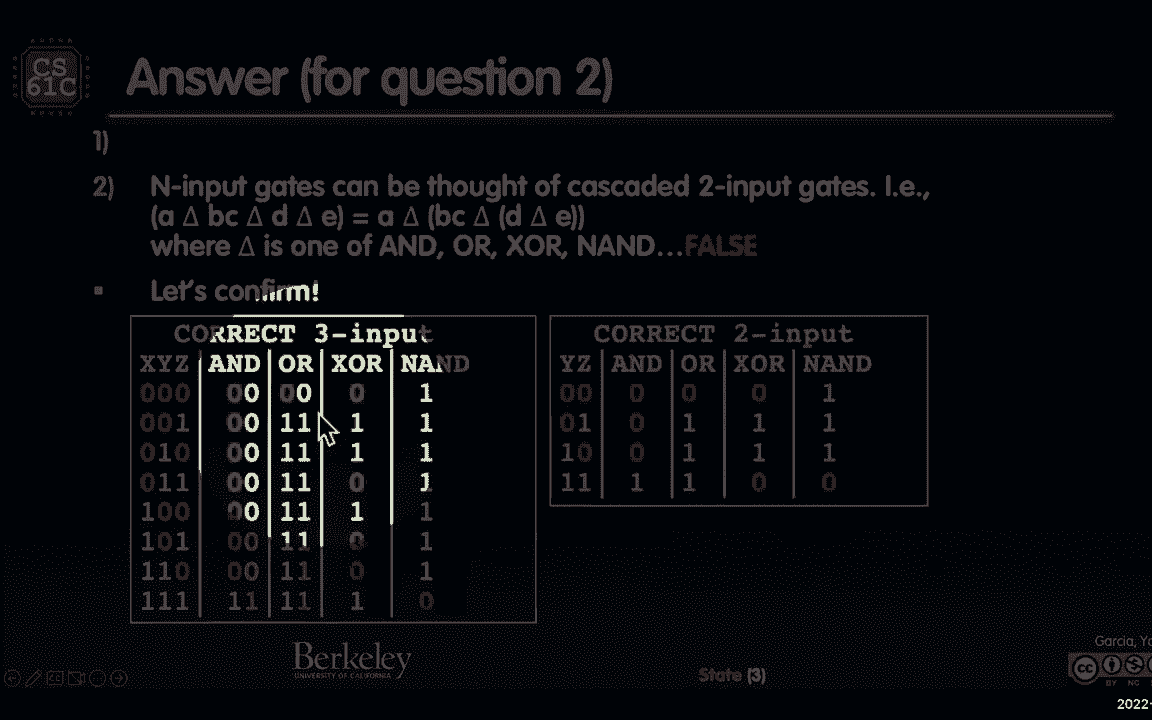 CS
61C
Answer (for question 2)
1)
2) N-input gates can be thought of cascaded 2-input gates. I.e.,
(a Δ bc Δ d Δ e) = a Δ (bc Δ (d Δ e))
where Δ is one of AND, OR, XOR, NAND…FALSE
▪ Let's confirm!
CORRECT 3-input
XYZ AND OR XOR NAND
000 00 00 0 1
001 00 11 1 1
010 00 11 1 1
011 00 11 0 1
100 00 11 1 1
101 00 11 0 1
110 00 11 0 1
111 11 11 1 0
CORRECT 2-input
YZ AND OR XOR NAND
00 0 0 0 1
01 0 1 1 1
10 0 1 1 1
11 1 1 0 0
Berkeley
UNIVERSITY OF CALIFORNIA
State (3)
Garcia,
cc
BY NC
2022-